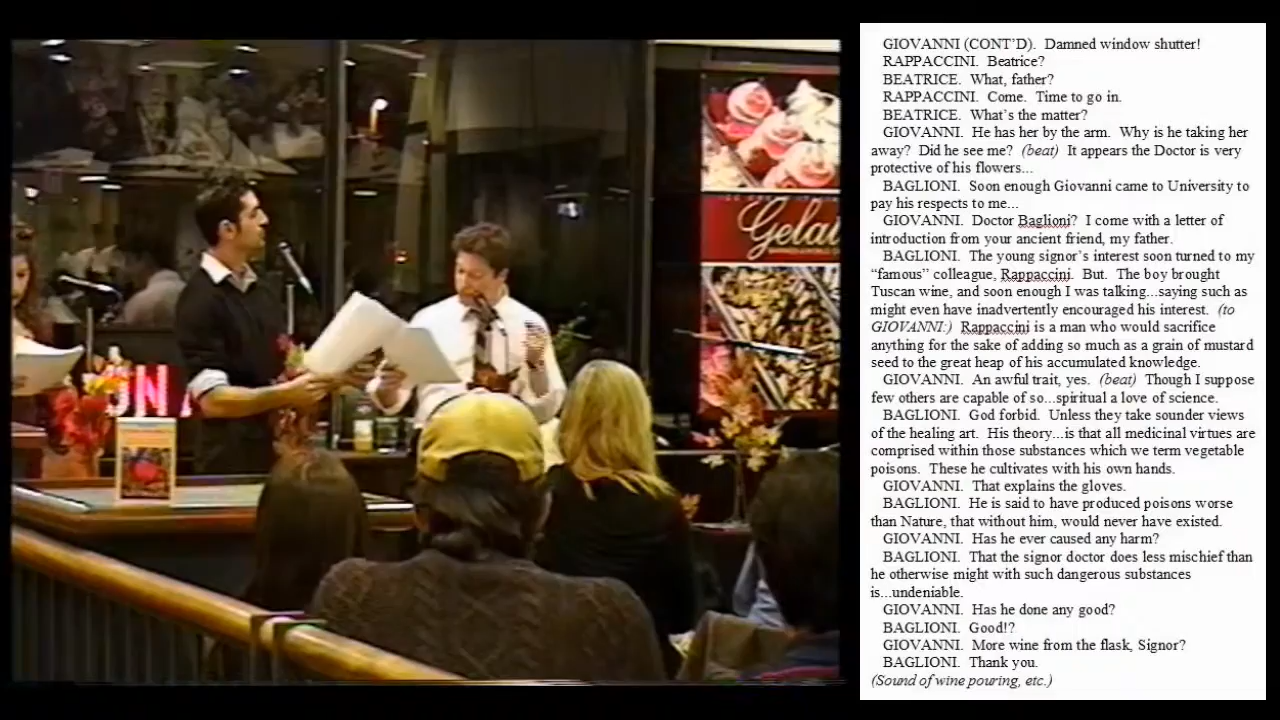 GIOVANNI (CONT'D).  Damned window shutter!
RAPPACCINI.  Beatrice?
BEATRICE.  What, father?
RAPPACCINI.  Come.  Time to go in.
BEATRICE.  What's the matter?
GIOVANNI.  He has her by the arm.  Why is he taking her
away?  Did he see me?  (beat)  It appears the Doctor is very
protective of his flowers...
BAGLIONI.  Soon enough Giovanni came to University to
pay his respects to me...
GIOVANNI.  Doctor Baglioni?  I come with a letter of
introduction from your ancient friend, my father.
BAGLIONI.  The young signor's interest soon turned to my
“famous” colleague, Rappaccini.  But.  The boy brought
Tuscan wine, and soon enough I was talking...saying such as
might even have inadvertently encouraged his interest.  (to
GIOVANNI:)  Rappaccini is a man who would sacrifice
anything for the sake of adding so much as a grain of mustard
seed to the great heap of his accumulated knowledge.
GIOVANNI.  An awful trait, yes.  (beat)  Though I suppose
few others are capable of so...spiritual a love of science.
BAGLIONI.  God forbid.  Unless they take sounder views
of the healing art.  His theory...is that all medicinal virtues are
comprised within those substances which we term vegetable
poisons.  These he cultivates with his own hands.
GIOVANNI.  That explains the gloves.
BAGLIONI.  He is said to have produced poisons worse
than Nature, that without him, would never have existed.
GIOVANNI.  Has he ever caused any harm?
BAGLIONI.  That the signor doctor does less mischief than
he otherwise might with such dangerous substances
is...undeniable.
GIOVANNI.  Has he done any good?
BAGLIONI.  Good!?
GIOVANNI.  More wine from the flask, Signor?
BAGLIONI.  Thank you.
(Sound of wine pouring, etc.)